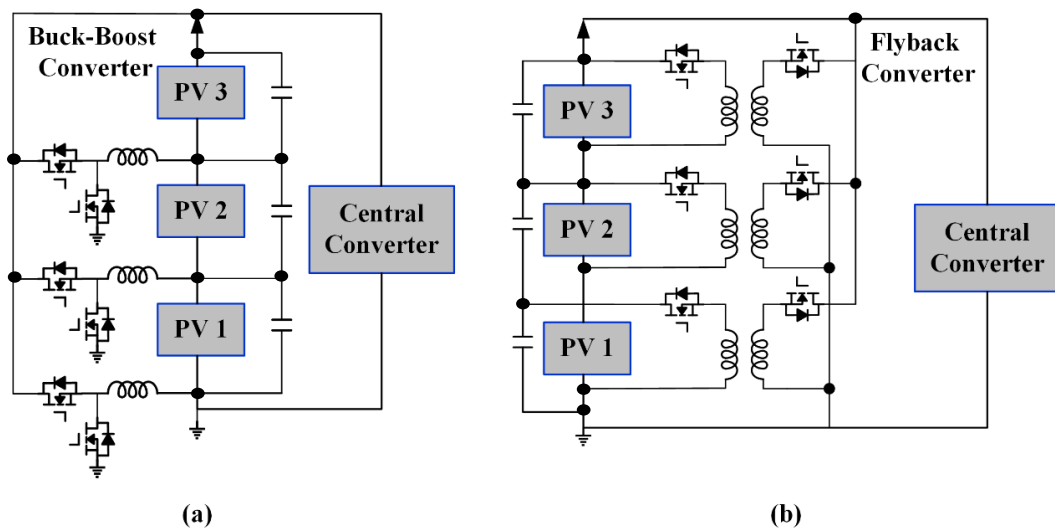 Buck-Boost
Converter
PV 3
PV 2
PV 1
Central
Converter
(a)
Flyback
Converter
PV 3
PV 2
PV 1
Central
Converter
(b)